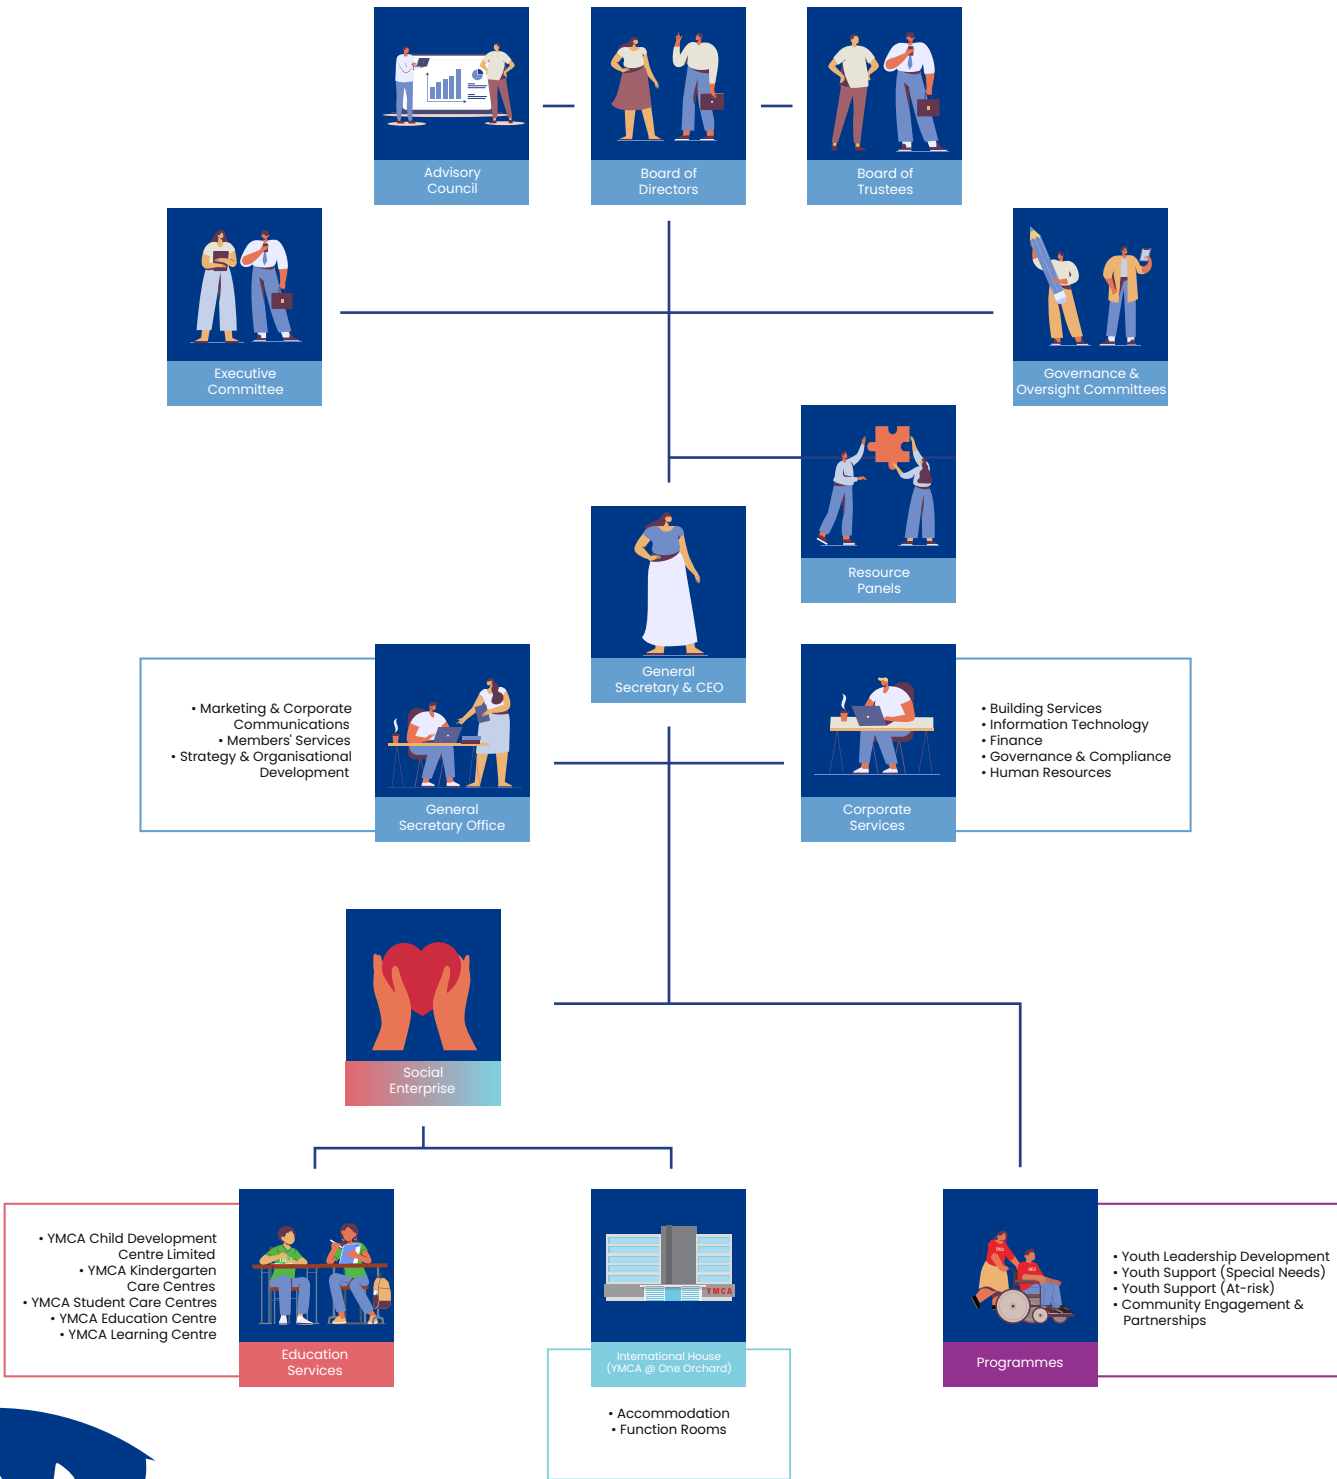 Advisory
Council
Board of
Directors
Board of
Trustees
Executive
Committee
Governance &
Oversight Committees
Resource
Panels
General
Secretary & CEO
• Marketing & Corporate
Communications
• Members' Services
• Strategy & Organisational
Development
General
Secretary Office
Corporate
Services
• Building Services
• Information Technology
• Finance
• Governance & Compliance
• Human Resources
Social
Enterprise
• YMCA Child Development
Centre Limited
• YMCA Kindergarten
Care Centres
• YMCA Student Care Centres
• YMCA Education Centre
• YMCA Learning Centre
Education
Services
YMCA
International House
(YMCA @ One Orchard)
• Accommodation
• Function Rooms
YMCA
YMCA
Programmes
• Youth Leadership Development
• Youth Support (Special Needs)
• Youth Support (At-risk)
• Community Engagement &
Partnerships